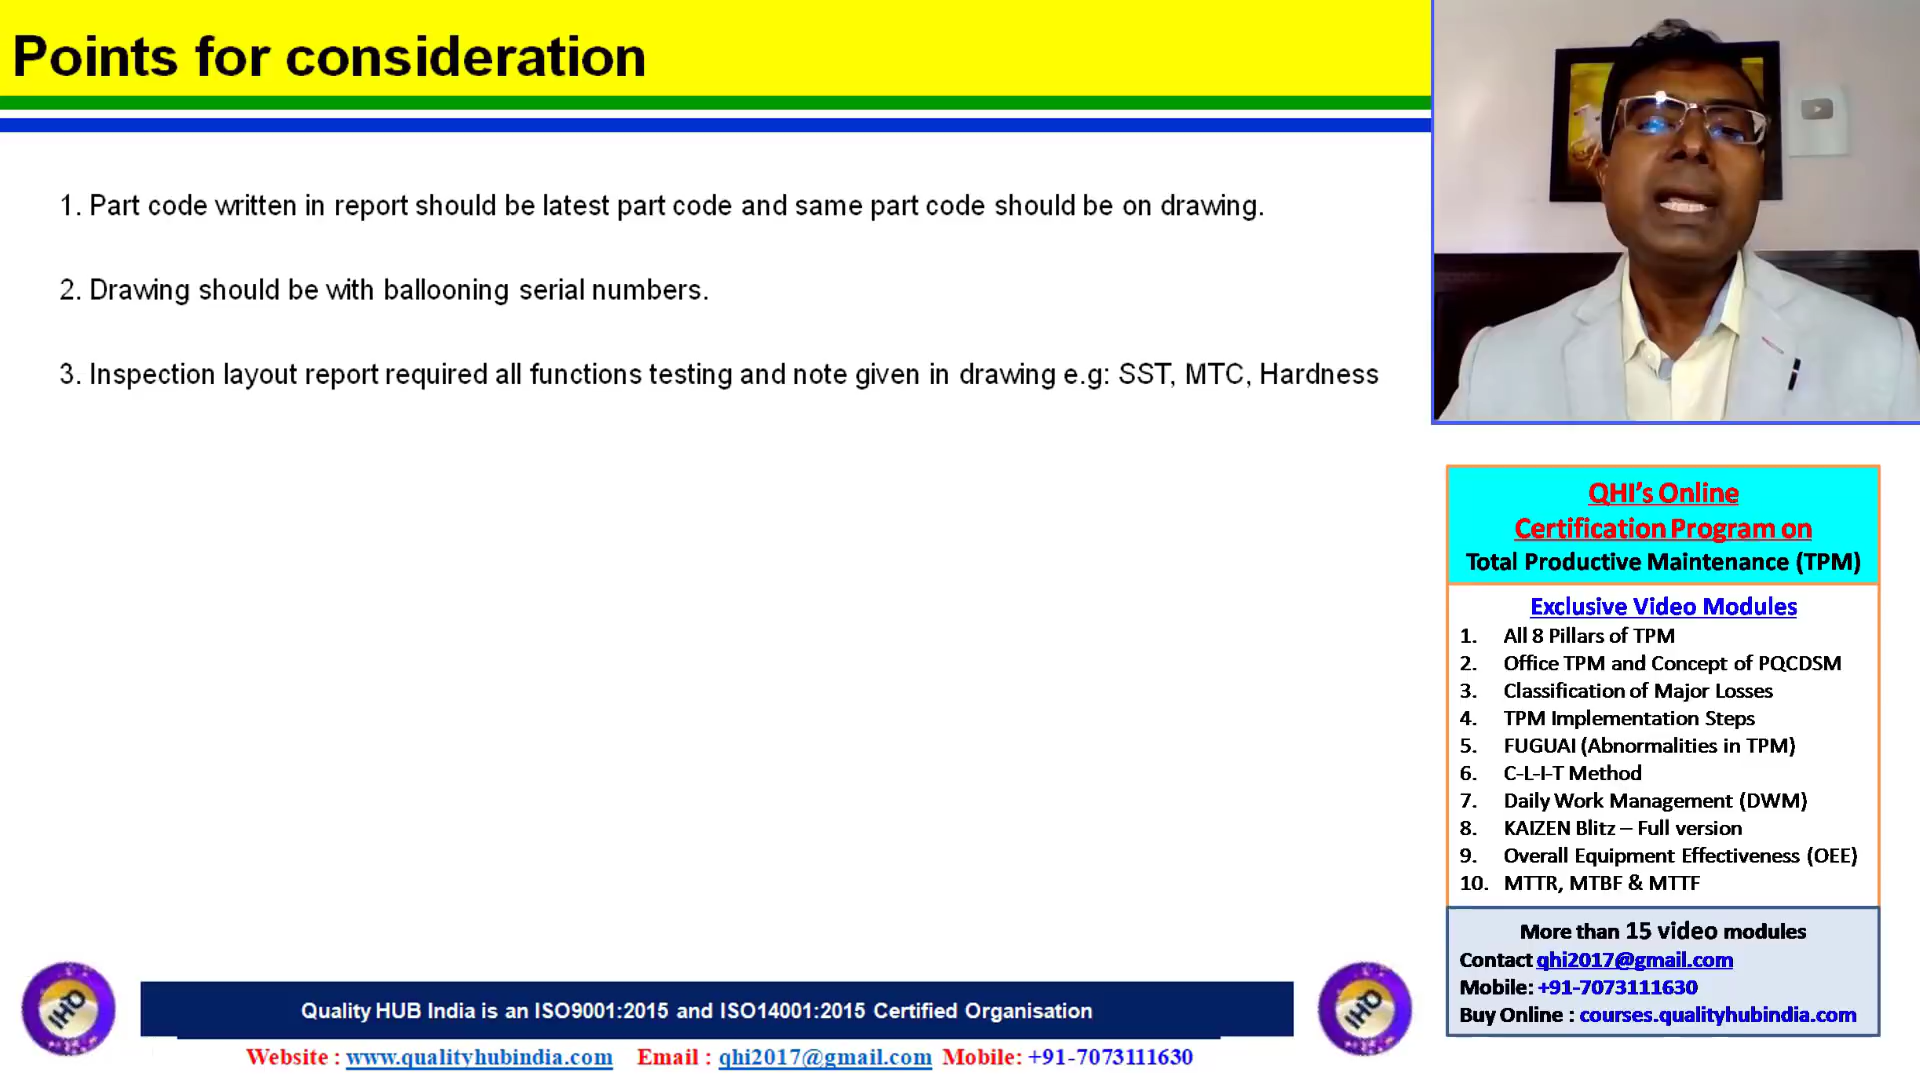 Points for consideration
1. Part code written in report should be latest part code and same part code should be on drawing.
2. Drawing should be with ballooning serial numbers.
3. Inspection layout report required all functions testing and note given in drawing e.g: SST, MTC, Hardness
QHI's Online
Certification Program on
Total Productive Maintenance (TPM)
Exclusive Video Modules
1. All 8 Pillars of TPM
2. Office TPM and Concept of PQCDSM
3. Classification of Major Losses
4. TPM Implementation Steps
5. FUGUAI (Abnormalities in TPM)
6. C-L-I-T Method
7. Daily Work Management (DWM)
8. KAIZEN Blitz – Full version
9. Overall Equipment Effectiveness (OEE)
10. MTTR, MTBF & MTTF
More than 15 video modules
Contact qhi2017@gmail.com
Mobile: +91-7073111630
Buy Online : courses.qualityhubindia.com
QHI
Quality HUB India is an ISO9001:2015 and ISO14001:2015 Certified Organisation
QHI
Website : www.qualityhubindia.com Email : qhi2017@gmail.com Mobile: +91-7073111630